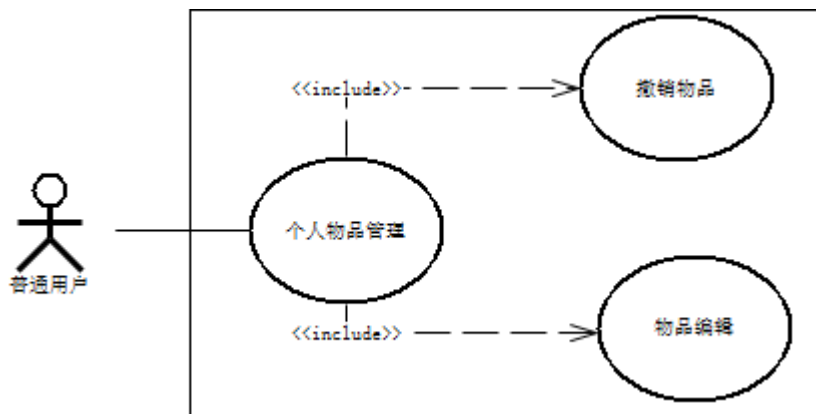 撤销物品
<<include>>
个人物品管理
普通用户
<<include>>
物品编辑